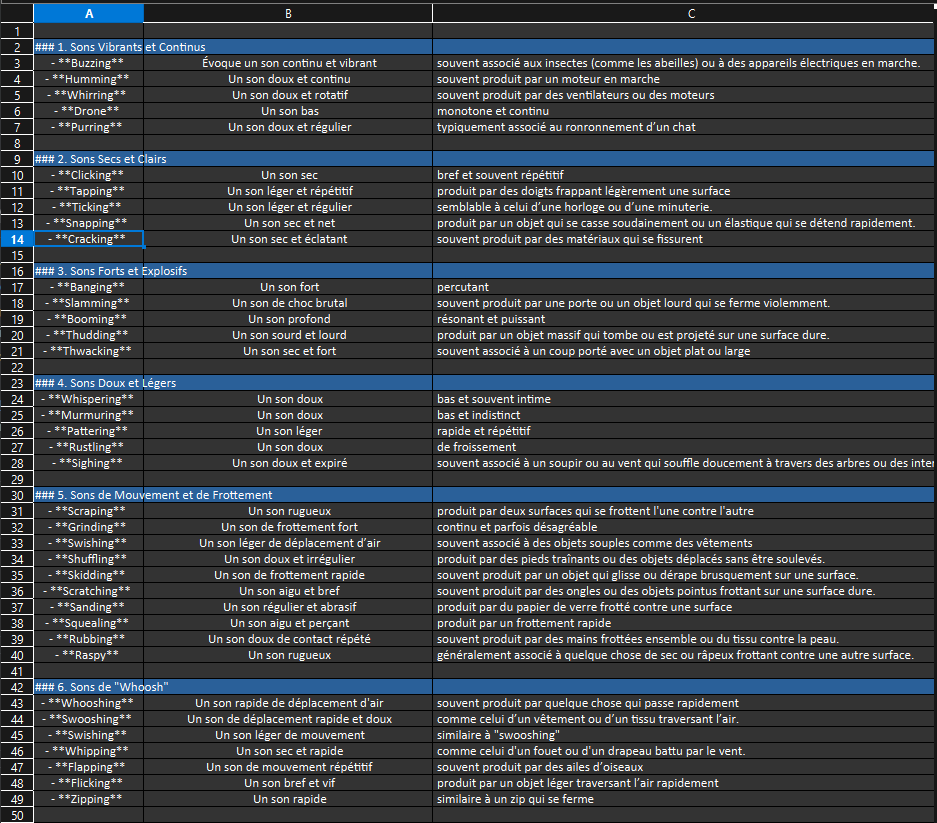 A B C
1
2 ### 1. Sons Vibrants et Continus
3 - **Buzzing** Évoque un son continu et vibrant souvent associé aux insectes (comme les abeilles) ou à des appareils électriques en marche.
4 - **Humming** Un son doux et continu souvent produit par un moteur en marche
5 - **Whirring** Un son doux et rotatif souvent produit par des ventilateurs ou des moteurs
6 - **Drone** Un son bas monotone et continu
7 - **Purring** Un son doux et régulier typiquement associé au ronronnement d’un chat
8
9 ### 2. Sons Secs et Clairs
10 - **Clicking** Un son sec bref et souvent répétitif
11 - **Tapping** Un son léger et répétitif produit par des doigts frappant légèrement une surface
12 - **Ticking** Un son léger et régulier semblable à celui d’une horloge ou d’une minuterie.
13 - **Snapping** Un son sec et net produit par un objet qui se casse soudainement ou un élastique qui se détend rapidement.
14 - **Cracking** Un son sec et éclatant souvent produit par des matériaux qui se fissurent
15
16 ### 3. Sons Forts et Explosifs
17 - **Banging** Un son fort percutant
18 - **Slamming** Un son de choc brutal souvent produit par une porte ou un objet lourd qui se ferme violemment.
19 - **Booming** Un son profond résonant et puissant
20 - **Thudding** Un son sourd et lourd produit par un objet massif qui tombe ou est projeté sur une surface dure.
21 - **Thwacking** Un son sec et fort souvent associé à un coup porté avec un objet plat ou large
22
23 ### 4. Sons Doux et Légers
24 - **Whispering** Un son doux bas et souvent intime
25 - **Murmuring** Un son doux bas et indistinct
26 - **Pattering** Un son léger rapide et répétitif
27 - **Rustling** Un son doux de froissement
28 - **Sighing** Un son doux et expiré souvent associé à un soupir ou au vent qui souffle doucement à travers des arbres ou des inter
29
30 ### 5. Sons de Mouvement et de Frottement
31 - **Scraping** Un son rugueux produit par deux surfaces qui se frottent l'une contre l'autre
32 - **Grinding** Un son de frottement fort continu et parfois désagréable
33 - **Swishing** Un son léger de déplacement d’air souvent associé à des objets souples comme des vêtements
34 - **Shuffling** Un son doux et irrégulier produit par des pieds traînants ou des objets déplacés sans être soulevés.
35 - **Skidding** Un son de frottement rapide souvent produit par un objet qui glisse ou dérape brusquement sur une surface.
36 - **Scratching** Un son aigu et bref souvent produit par des ongles ou des objets pointus frottant sur une surface dure.
37 - **Sanding** Un son régulier et abrasif produit par du papier de verre frotté contre une surface
38 - **Squealing** Un son aigu et perçant produit par un frottement rapide
39 - **Rubbing** Un son doux de contact répété souvent produit par des mains frottées ensemble ou du tissu contre la peau.
40 - **Raspy** Un son rugueux généralement associé à quelque chose de sec ou râpeux frottant contre une autre surface.
41
42 ### 6. Sons de "Whoosh"
43 - **Whooshing** Un son rapide de déplacement d'air souvent produit par quelque chose qui passe rapidement
44 - **Swooshing** Un son de déplacement rapide et doux comme celui d’un vêtement ou d’un tissu traversant l’air.
45 - **Swishing** Un son léger de mouvement similaire à "swooshing"
46 - **Whipping** Un son sec et rapide comme celui d'un fouet ou d'un drapeau battu par le vent.
47 - **Flapping** Un son de mouvement répétitif souvent produit par des ailes d’oiseaux
48 - **Flicking** Un son bref et vif produit par un objet léger traversant l’air rapidement
49 - **Zipping** Un son rapide similaire à un zip qui se ferme
50